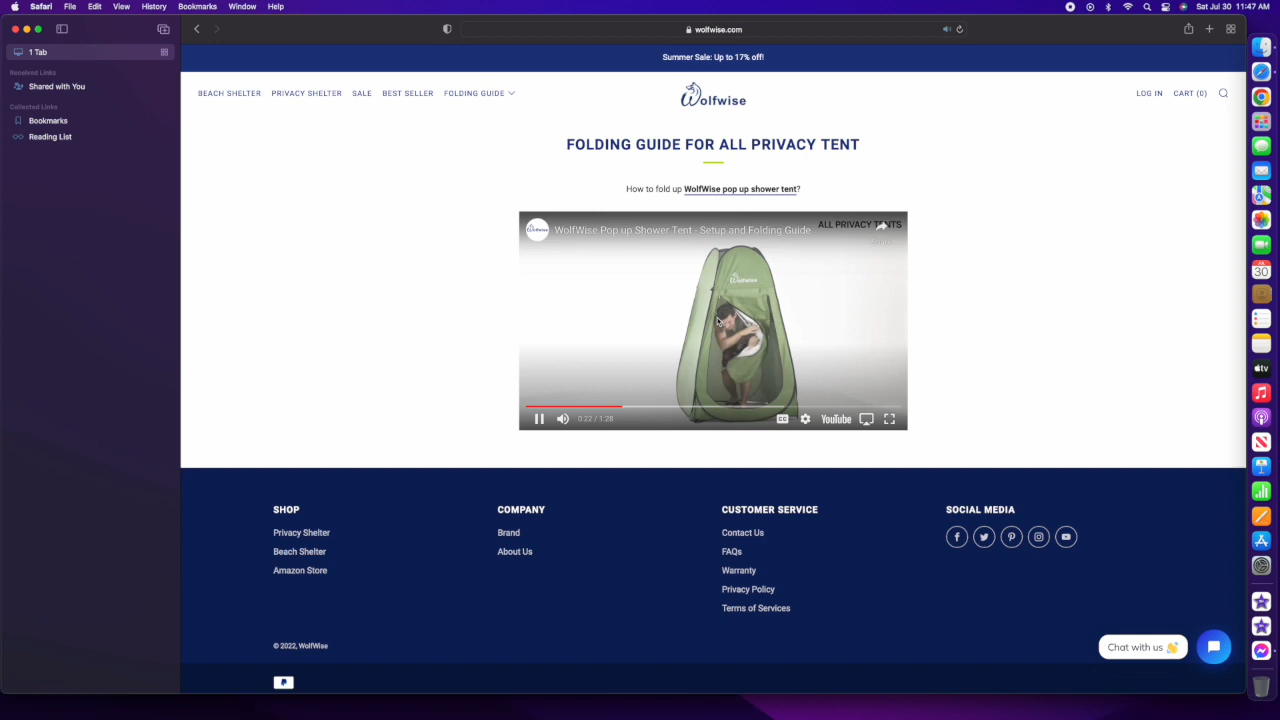 Safari File Edit View History Bookmarks Window Help
Sat Jul 30 11:47 AM
1 Tab
Received Links
Shared with You
Collected Links
Bookmarks
Reading List
wolfwise.com
Summer Sale: Up to 17% off!
BEACH SHELTER PRIVACY SHELTER SALE BEST SELLER FOLDING GUIDE
Wolfwise
LOG IN CART (0)
FOLDING GUIDE FOR ALL PRIVACY TENT
How to fold up WolfWise pop up shower tent?
WolfWise Pop up Shower Tent - Setup and Folding Guide
ALL PRIVACY TENTS
Wolfwise
0:22 / 1:28
CC
YouTube
SHOP
Privacy Shelter
Beach Shelter
Amazon Store
COMPANY
Brand
About Us
CUSTOMER SERVICE
Contact Us
FAQs
Warranty
Privacy Policy
Terms of Services
SOCIAL MEDIA
© 2022, WolfWise
Chat with us 👋
JUL
30
tv